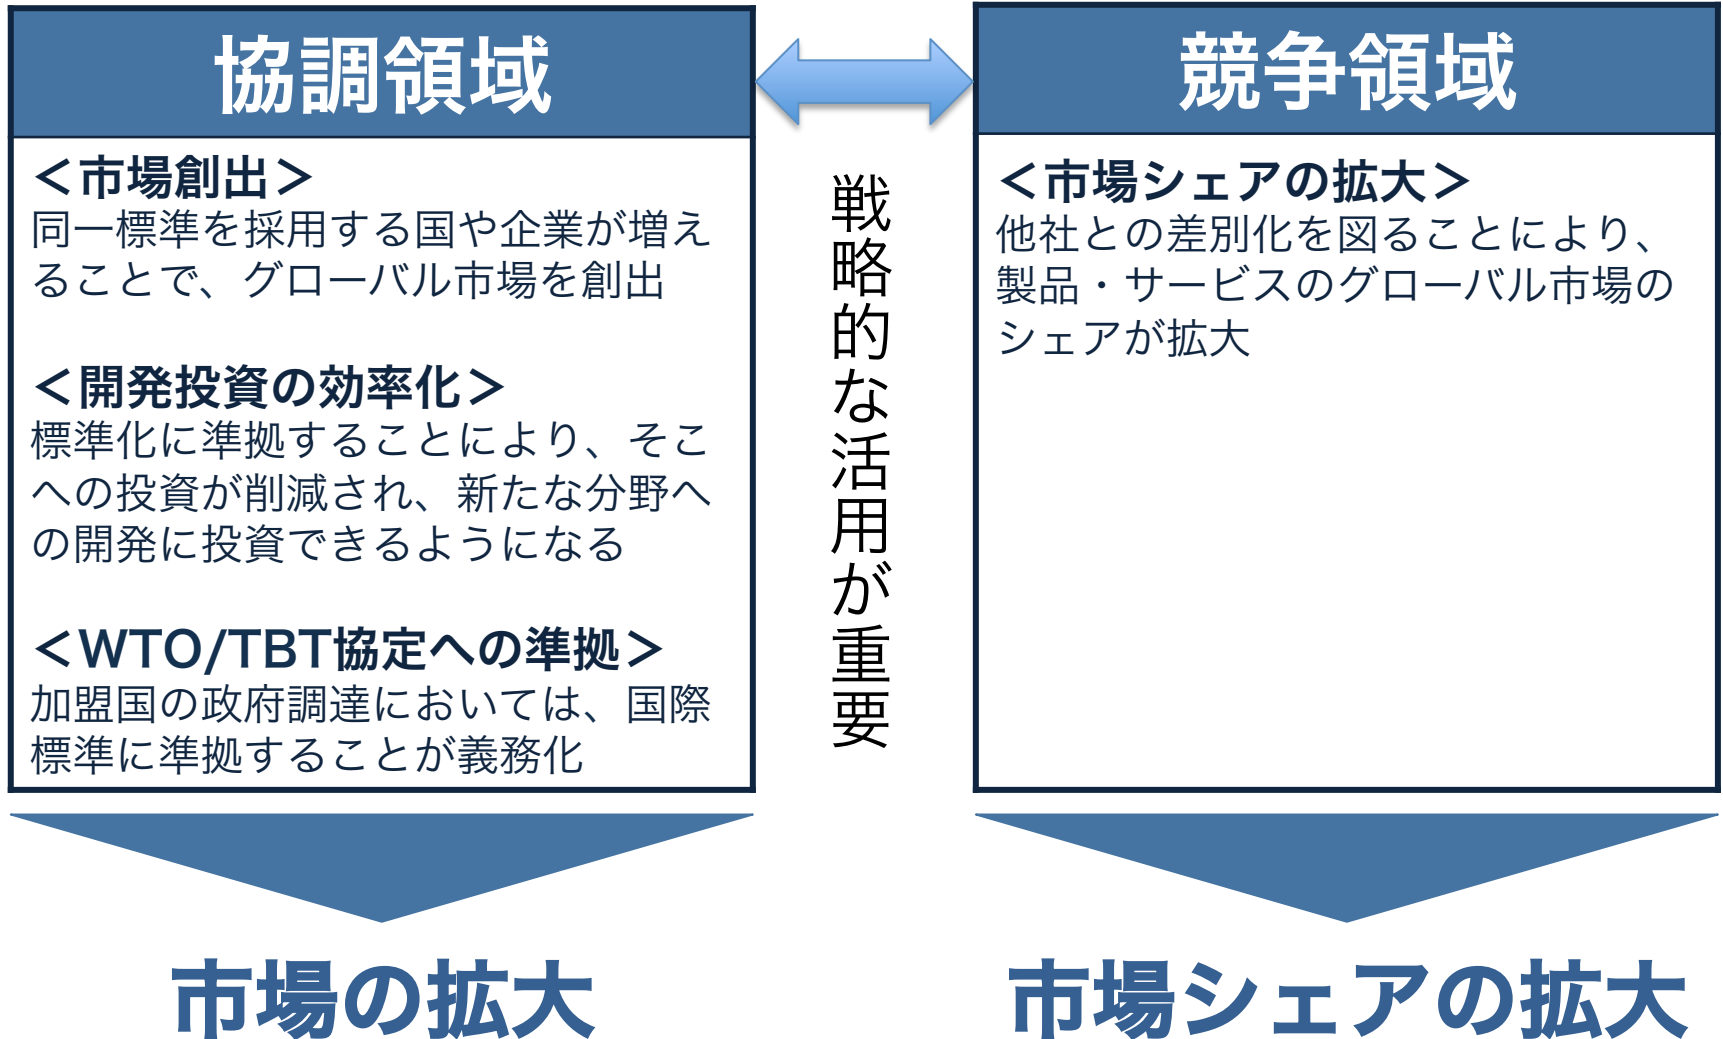 協調領域
＜市場創出＞
同一標準を採用する国や企業が増え
ることで、グローバル市場を創出
＜開発投資の効率化＞
標準化に準拠することにより、そこ
への投資が削減され、新たな分野へ
の開発に投資できるようになる
＜WTO/TBT協定への準拠＞
加盟国の政府調達においては、国際
標準に準拠することが義務化
市場の拡大
戦略的な活用が重要
競争領域
＜市場シェアの拡大＞
他社との差別化を図ることにより、
製品・サービスのグローバル市場の
シェアが拡大
市場シェアの拡大